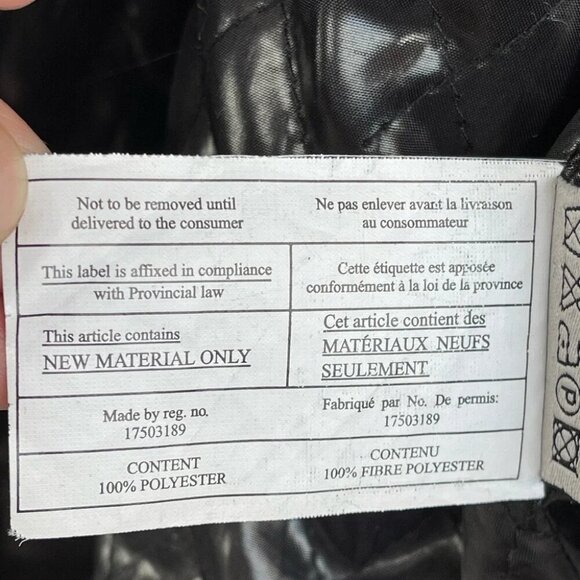 Not to be removed until
delivered to the consumer
Ne pas enlever avant la livraison
au consommateur
This label is affixed in compliance
with Provincial law
Cette étiquette est apposée
conformément à la loi de la province
This article contains
NEW MATERIAL ONLY
Cet article contient des
MATÉRIAUX NEUFS
SEULEMENT
Made by reg. no.
17503189
Fabriqué par No. De permis:
17503189
CONTENT
100% POLYESTER
CONTENU
100% FIBRE POLYESTER